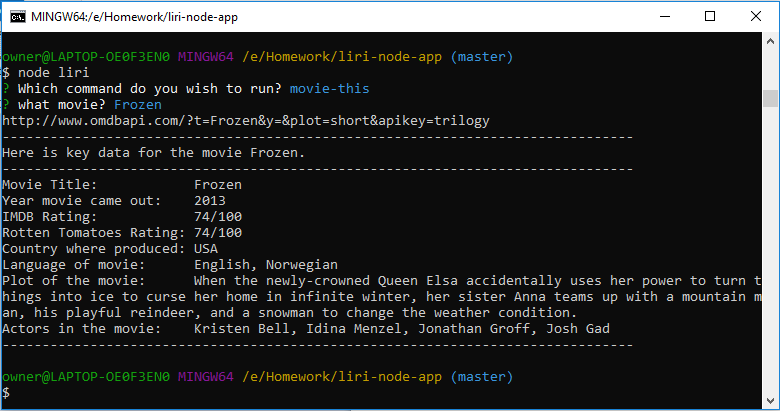 MINGW64:/e/Homework/liri-node-app
owner@LAPTOP-OE0F3EN0 MINGW64 /e/Homework/liri-node-app (master)
$ node liri
? Which command do you wish to run? movie-this
? what movie? Frozen
http://www.omdbapi.com/?t=Frozen&y=&plot=short&apikey=trilogy
-------------------------------------------------------------------------------
Here is key data for the movie Frozen.
-------------------------------------------------------------------------------
Movie Title:            Frozen
Year movie came out:    2013
IMDB Rating:            74/100
Rotten Tomatoes Rating: 74/100
Country where produced: USA
Language of movie:      English, Norwegian
Plot of the movie:      When the newly-crowned Queen Elsa accidentally uses her power to turn t
hings into ice to curse her home in infinite winter, her sister Anna teams up with a mountain m
an, his playful reindeer, and a snowman to change the weather condition.
Actors in the movie:    Kristen Bell, Idina Menzel, Jonathan Groff, Josh Gad
-------------------------------------------------------------------------------
owner@LAPTOP-OE0F3EN0 MINGW64 /e/Homework/liri-node-app (master)
$